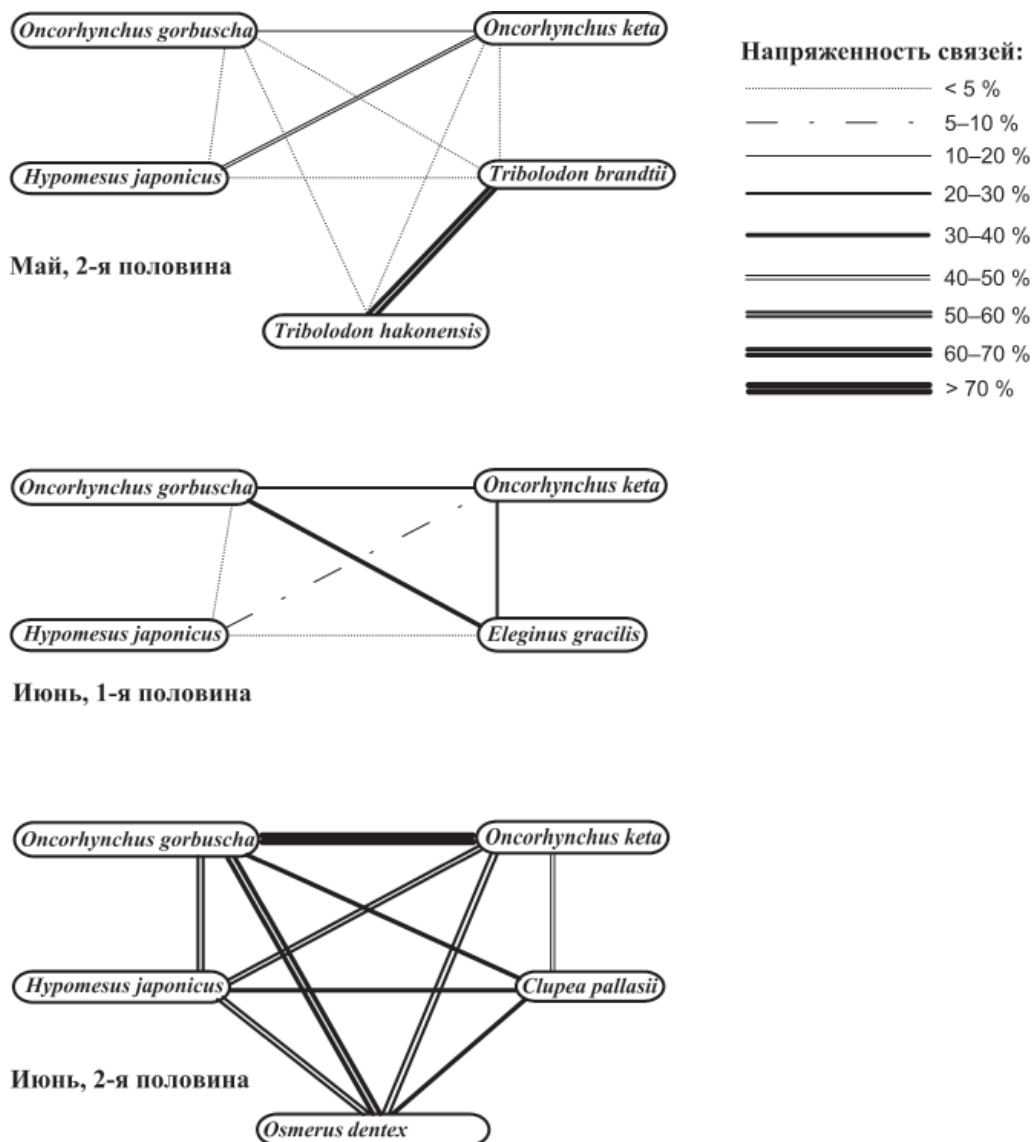 Oncorhynchus gorbuscha
Oncorhynchus keta
Hypomesus japonicus
Tribolodon brandtii
Май, 2-я половина
Tribolodon hakonensis
Напряженность связей:
< 5 %
5–10 %
10–20 %
20–30 %
30–40 %
40–50 %
50–60 %
60–70 %
> 70 %
Oncorhynchus gorbuscha
Oncorhynchus keta
Hypomesus japonicus
Eleginus gracilis
Июнь, 1-я половина
Oncorhynchus gorbuscha
Oncorhynchus keta
Hypomesus japonicus
Clupea pallasii
Июнь, 2-я половина
Osmerus dentex